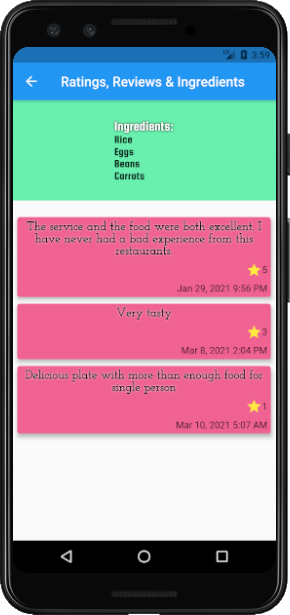 3:59
Ratings, Reviews & Ingredients
Ingredients:
Rice
Eggs
Beans
Carrots
The service and the food were both excellent. I
have never had a bad experience from this
restaurants.
5
Jan 29, 2021 9:56 PM
Very tasty
3
Mar 8, 2021 2:04 PM
Delicious plate with more than enough food for
single person
1
Mar 10, 2021 5:07 AM